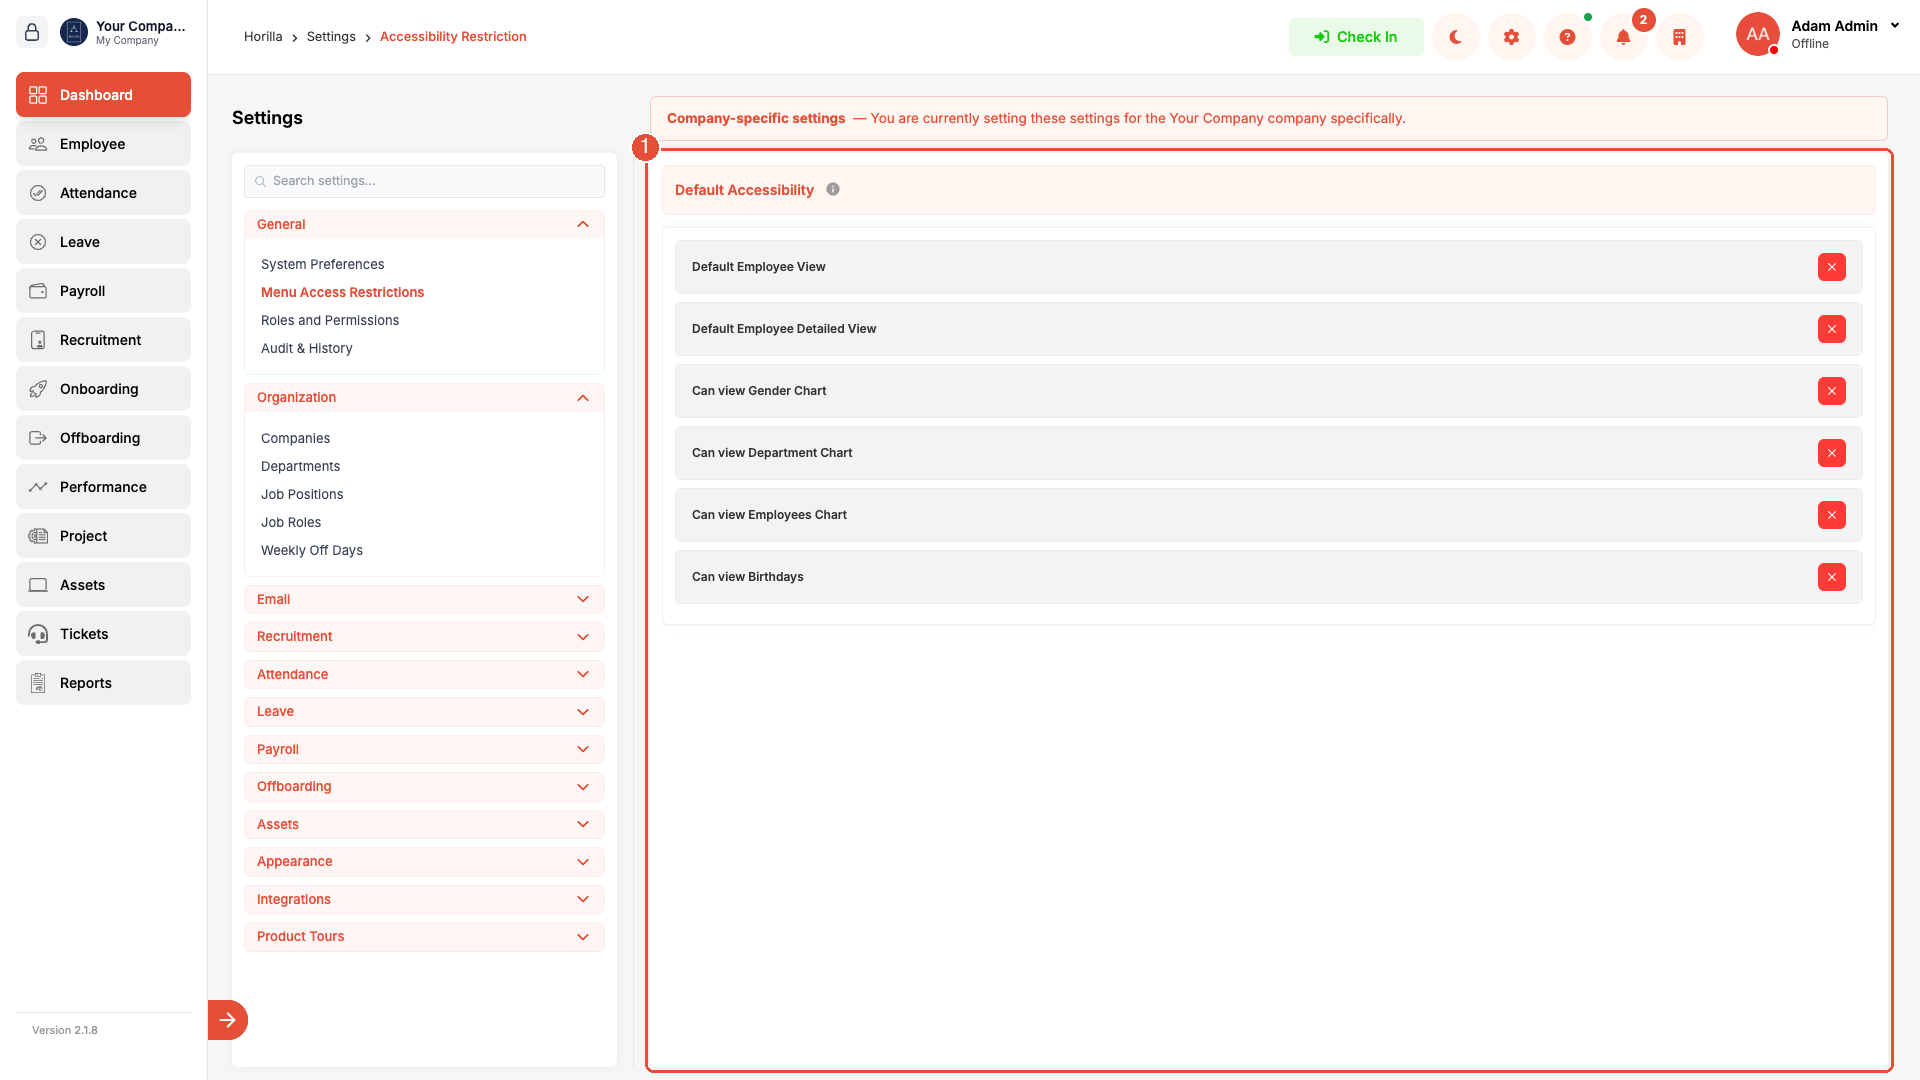 Your Compa...
My Company
Horilla
Settings
Accessibility Restriction
Check In
2
AA
Adam Admin
Offline
Dashboard
Employee
Attendance
Leave
Payroll
Recruitment
Onboarding
Offboarding
Performance
Project
Assets
Tickets
Reports
Version 2.1.8
Settings
Search settings...
General
System Preferences
Menu Access Restrictions
Roles and Permissions
Audit & History
Organization
Companies
Departments
Job Positions
Job Roles
Weekly Off Days
Email
Recruitment
Attendance
Leave
Payroll
Offboarding
Assets
Appearance
Integrations
Product Tours
Company-specific settings — You are currently setting these settings for the Your Company company specifically.
1
Default Accessibility
Default Employee View
Default Employee Detailed View
Can view Gender Chart
Can view Department Chart
Can view Employees Chart
Can view Birthdays